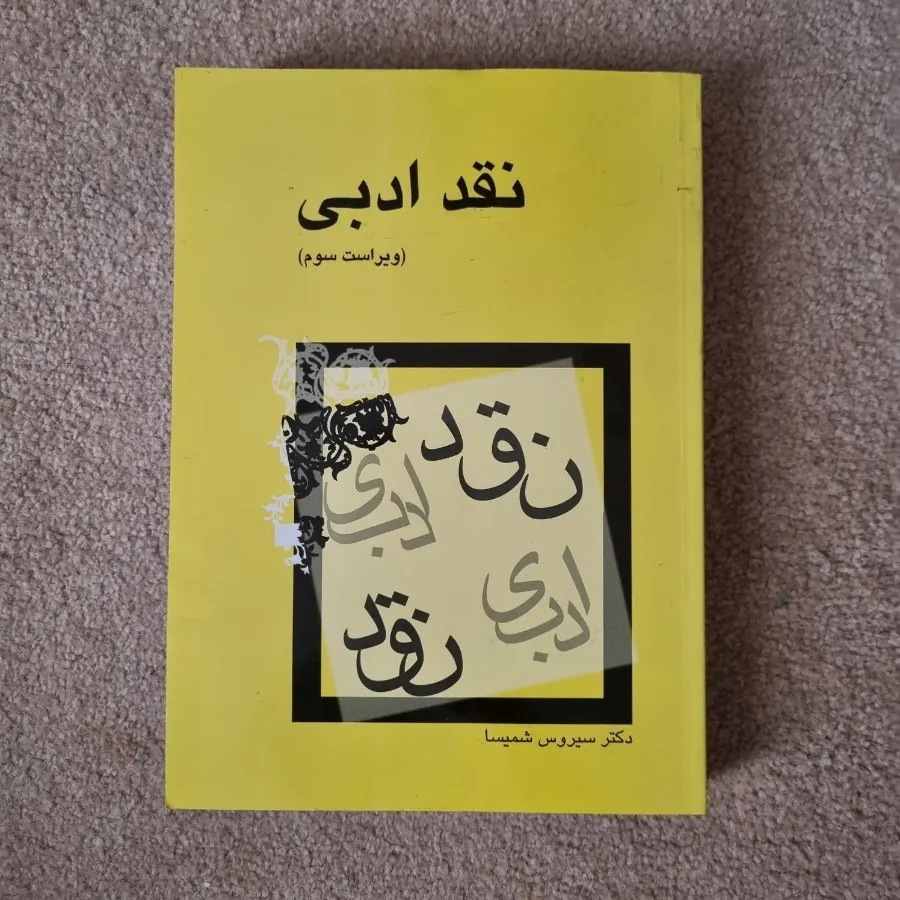 نقد ادبی
(ویراست سوم)
نقد
ادبی
ادبی
نقد
دکتر سیروس شمیسا